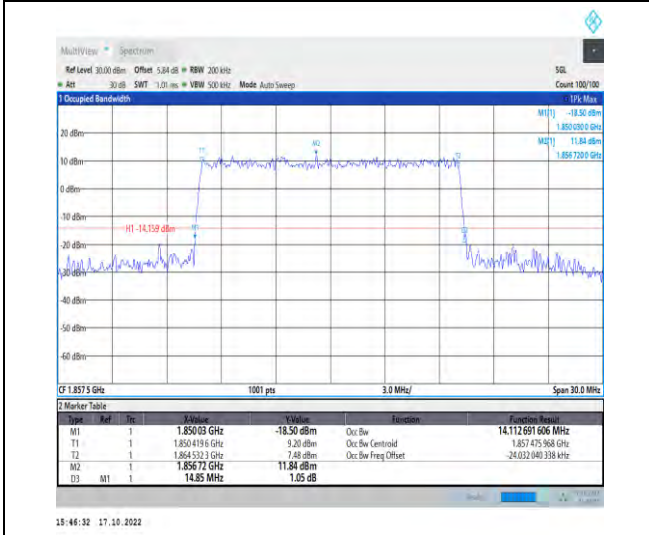 MultiView Spectrum
Ref Level 30.00 dBm Offset 5.84 dB RBW 200 kHz SGL
Att 30 dB SWT 1.01 ms VBW 500 kHz Mode Auto Sweep Count 100/100
1 Occupied Bandwidth 1Pk Max
M1[1] -18.50 dBm
1.850 030 0 GHz
M2[1] 11.84 dBm
1.856 720 0 GHz
20 dBm
M2
T1
T2
10 dBm
0 dBm
-10 dBm
H1 -14.159 dBm
M1
-20 dBm
-30 dBm
-40 dBm
-50 dBm
-60 dBm
CF 1.857 5 GHz 1001 pts 3.0 MHz/ Span 30.0 MHz
2 Marker Table
Type Ref Trc X-Value Y-Value Function Function Result
M1 1 1.850 03 GHz -18.50 dBm Occ Bw 14.112 691 606 MHz
T1 1 1.850 419 6 GHz 9.20 dBm Occ Bw Centroid 1.857 475 968 GHz
T2 1 1.864 532 3 GHz 7.48 dBm Occ Bw Freq Offset -24.032 040 338 kHz
M2 1 1.856 72 GHz 11.84 dBm
D3 M1 1 14.85 MHz 1.05 dB
15:46:32 17.10.2022